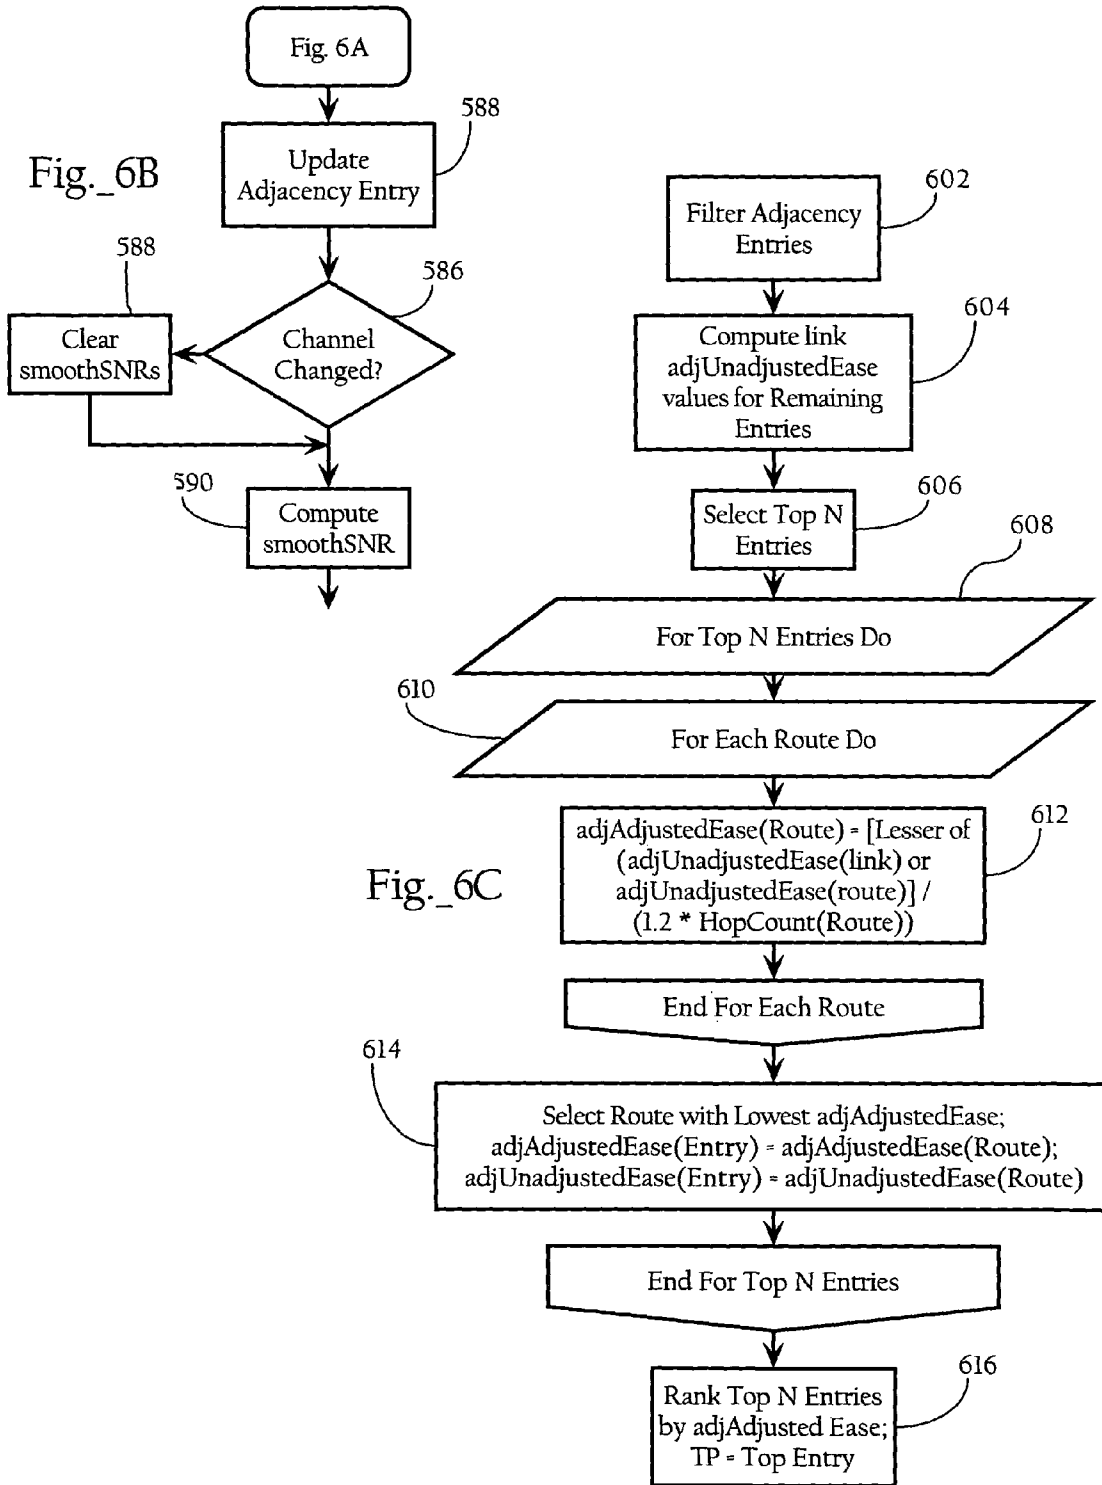 Fig. 6A
588
Update
Adjacency Entry
Fig._6B
588
586
Clear
smoothSNRs
Channel
Changed?
590
Compute
smoothSNR
602
Filter Adjacency
Entries
604
Compute link
adjUnadjustedEase
values for Remaining
Entries
606
Select Top N
Entries
608
For Top N Entries Do
610
For Each Route Do
612
adjAdjustedEase(Route) = [Lesser of
(adjUnadjustedEase(link) or
adjUnadjustedEase(route)] /
(1.2 * HopCount(Route))
Fig._6C
End For Each Route
614
Select Route with Lowest adjAdjustedEase;
adjAdjustedEase(Entry) = adjAdjustedEase(Route);
adjUnadjustedEase(Entry) = adjUnadjustedEase(Route)
End For Top N Entries
616
Rank Top N Entries
by adjAdjusted Ease;
TP = Top Entry